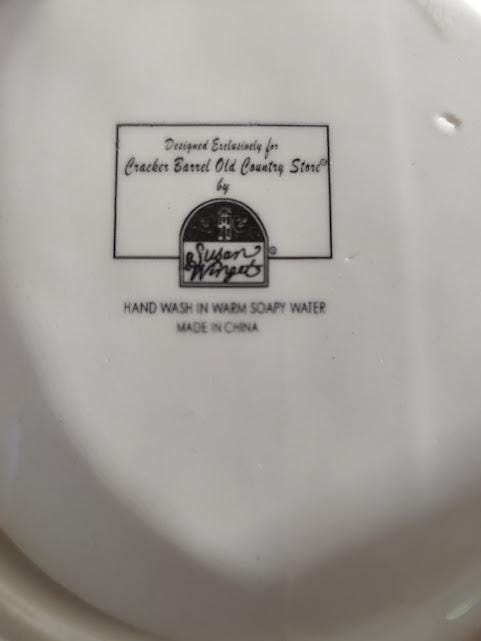 Designed Exclusively for
Cracker Barrel Old Country Store®
by
Susan
Winget ®
HAND WASH IN WARM SOAPY WATER
MADE IN CHINA